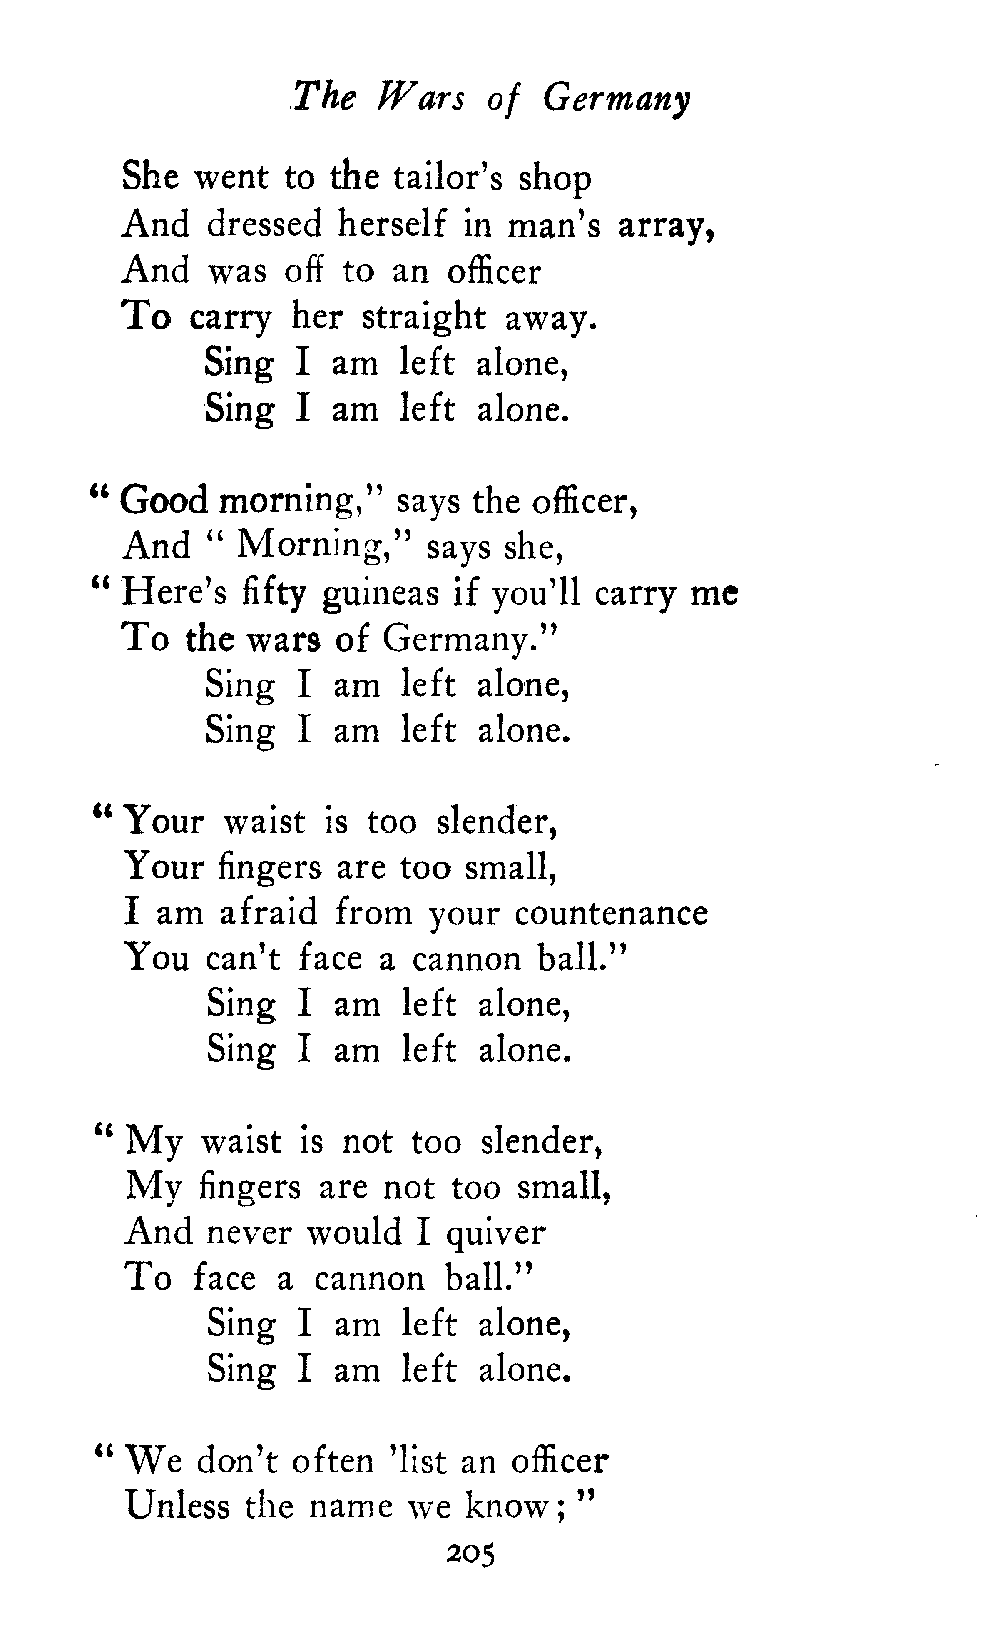 The Wars of Germany
She went to the tailor's shop
And dressed herself in man's array,
And was off to an officer
To carry her straight away.
Sing I am left alone,
Sing I am left alone.
" Good morning," says the officer,
And " Morning," says she,
" Here's fifty guineas if you'll carry me
To the wars of Germany."
Sing I am left alone,
Sing I am left alone.
" Your waist is too slender,
Your fingers are too small,
I am afraid from your countenance
You can't face a cannon ball."
Sing I am left alone,
Sing I am left alone.
" My waist is not too slender,
My fingers are not too small,
And never would I quiver
To face a cannon ball."
Sing I am left alone,
Sing I am left alone.
" We don't often 'list an officer
Unless the name we know ; "
205